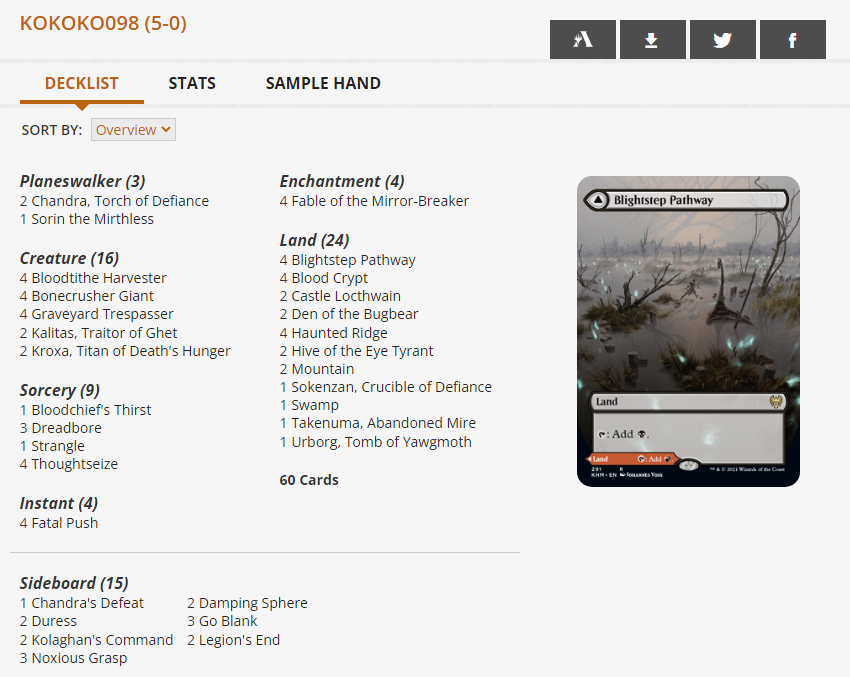 KOKOKO098 (5-0)
DECKLIST STATS SAMPLE HAND
SORT BY: Overview
Planeswalker (3)
2 Chandra, Torch of Defiance
1 Sorin the Mirthless
Creature (16)
4 Bloodtithe Harvester
4 Bonecrusher Giant
4 Graveyard Trespasser
2 Kalitas, Traitor of Ghet
2 Kroxa, Titan of Death's Hunger
Sorcery (9)
1 Bloodchief's Thirst
3 Dreadbore
1 Strangle
4 Thoughtseize
Instant (4)
4 Fatal Push
Enchantment (4)
4 Fable of the Mirror-Breaker
Land (24)
4 Blightstep Pathway
4 Blood Crypt
2 Castle Locthwain
2 Den of the Bugbear
4 Haunted Ridge
2 Hive of the Eye Tyrant
2 Mountain
1 Sokenzan, Crucible of Defiance
1 Swamp
1 Takenuma, Abandoned Mire
1 Urborg, Tomb of Yawgmoth
60 Cards
Blightstep Pathway
Land
: Add .
Land : Add
291 R
KHM • EN Johannes Voss
™ & © 2021 Wizards of the Coast
Sideboard (15)
1 Chandra's Defeat
2 Duress
2 Kolaghan's Command
3 Noxious Grasp
2 Damping Sphere
3 Go Blank
2 Legion's End